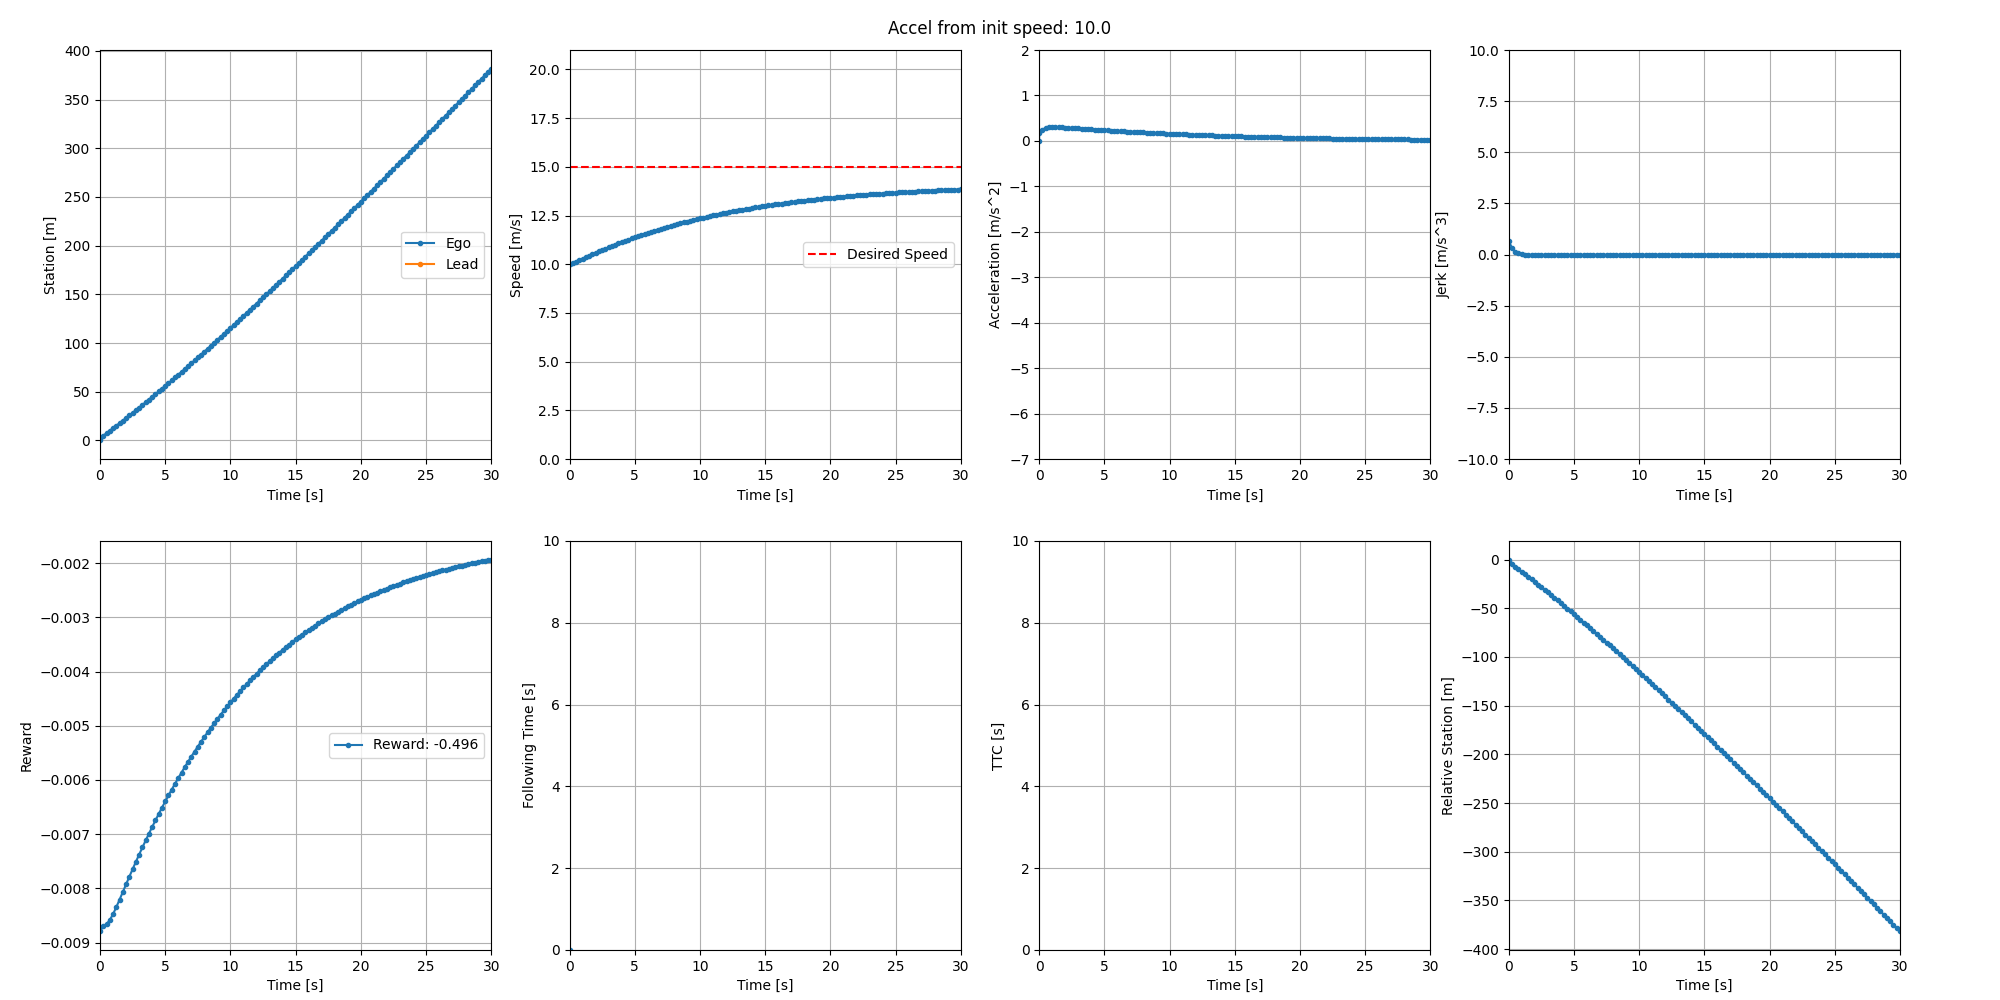 Accel from init speed: 10.0
400
350
300
250
200
150
100
50
0
Station [m]
Ego
Lead
0 5 10 15 20 25 30
Time [s]
20.0
17.5
15.0
12.5
10.0
7.5
5.0
2.5
0.0
Speed [m/s]
Desired Speed
0 5 10 15 20 25 30
Time [s]
2
1
0
−1
−2
−3
−4
−5
−6
−7
Acceleration [m/s^2]
0 5 10 15 20 25 30
Time [s]
10.0
7.5
5.0
2.5
0.0
−2.5
−5.0
−7.5
−10.0
Jerk [m/s^3]
0 5 10 15 20 25 30
Time [s]
−0.002
−0.003
−0.004
−0.005
−0.006
−0.007
−0.008
−0.009
Reward
Reward: -0.496
0 5 10 15 20 25 30
Time [s]
10
8
6
4
2
0
Following Time [s]
0 5 10 15 20 25 30
Time [s]
10
8
6
4
2
0
TTC [s]
0 5 10 15 20 25 30
Time [s]
0
−50
−100
−150
−200
−250
−300
−350
−400
Relative Station [m]
0 5 10 15 20 25 30
Time [s]